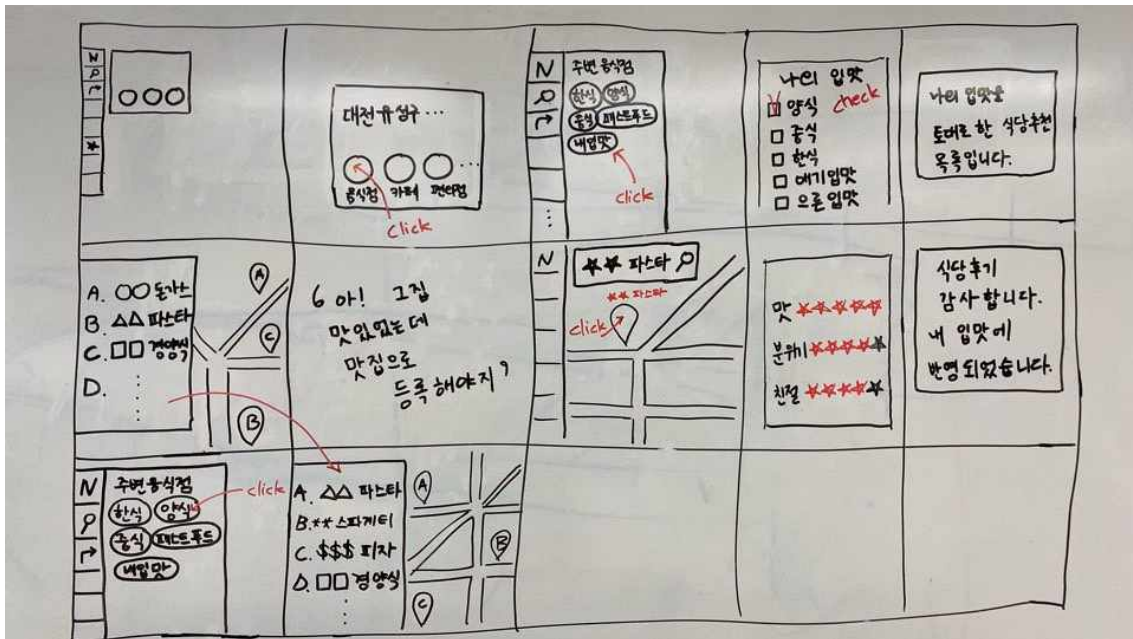 N
대전 유성구 ...
음식점 카페 편의점
click
N
주변 음식점
한식 양식
중식 패스트푸드
내입맛
click
나의 입맛
양식 check
중식
한식
애기입맛
으른입맛
나의 입맛을
토대로 한 식당추천
목록입니다.
A. ○○ 돈가스
B. △△ 파스타
C. □□ 경양식
D.
A
C
B
6 아! 그집
맛있었는데
맛집으로
등록해야지 9
N
** 파스타
** 파스타
click
맛 ★★★★★
분위기 ★★★★★
친절 ★★★★★
식당후기
감사합니다.
내 입맛에
반영되었습니다.
N
주변음식점
한식 양식
중식 패스트푸드
내입맛
click
A. △△ 파스타
B. ** 스파게티
C. $$$ 피자
D. □□ 경양식
A
B
C